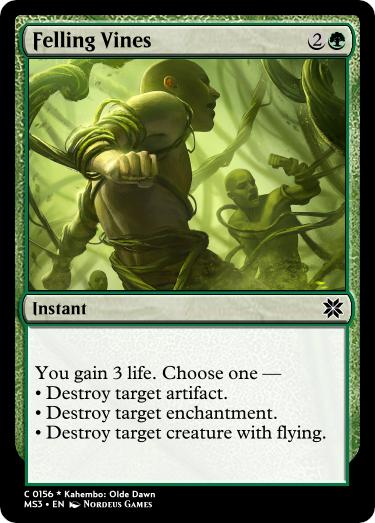 Felling Vines 2
Instant
You gain 3 life. Choose one —
• Destroy target artifact.
• Destroy target enchantment.
• Destroy target creature with flying.
C 0156 * Kahembo: Olde Dawn
MS3 • EN Nordeus Games